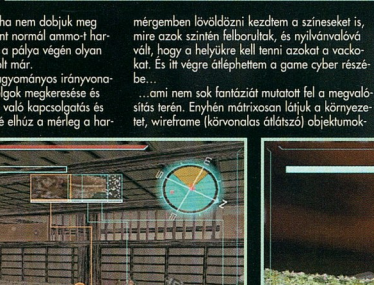 ha nem dobjuk meg
nt normál ammo-t har-
a pálya végén olyan
olt már.
agyományos irányvona-
lgok megkeresése és
való kapcsolgatás és
é elhúz a mérleg a har-
mérgemben lövöldözni kezdtem a színeseket is,
mire azok szintén felborultak, és nyilvánvalóvá
vált, hogy a helyükre kell tenni azokat a vacko-
kat. És itt végre átléphettem a game cyber részé-
be...
...ami nem sok fantáziát mutatott fel a megvaló-
sítás terén. Enyhén mátrixosan látjuk a környeze-
tet, wireframe (körvonalas átlátszó) objektumok-
E
N